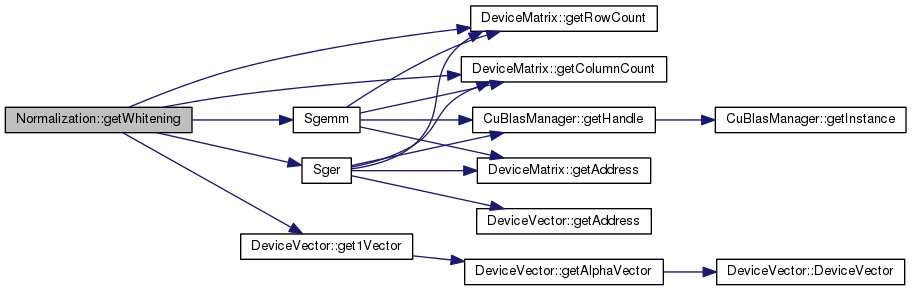 DeviceMatrix::getRowCount
DeviceMatrix::getColumnCount
Normalization::getWhitening
Sgemm
CuBlasManager::getHandle
CuBlasManager::getInstance
Sger
DeviceMatrix::getAddress
DeviceVector::getAddress
DeviceVector::get1Vector
DeviceVector::getAlphaVector
DeviceVector::DeviceVector